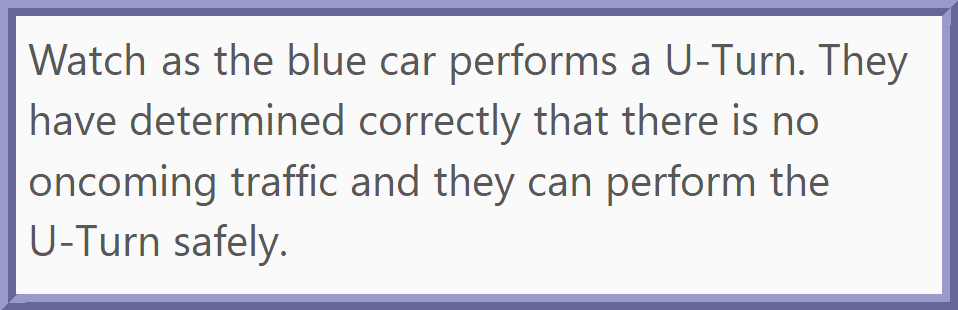 Watch as the blue car performs a U-Turn. They
have determined correctly that there is no
oncoming traffic and they can perform the
U-Turn safely.